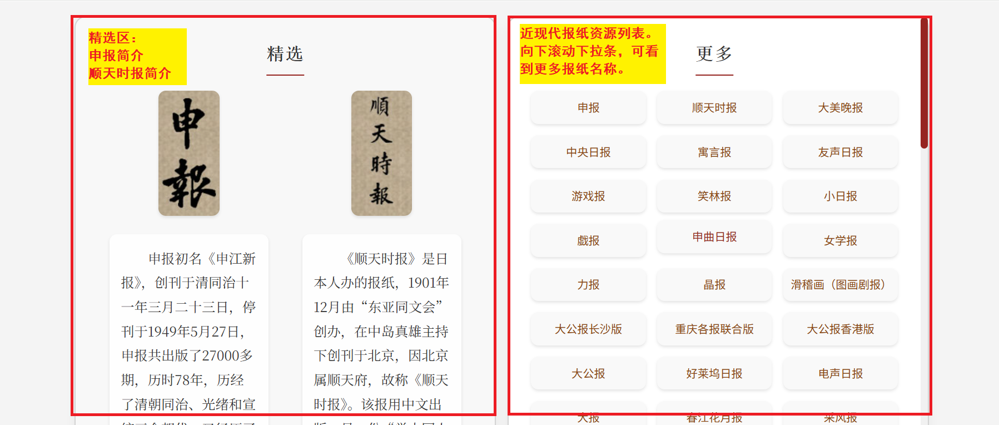 精选区：
申报简介
顺天时报简介
精选
申
報
順
天
時
報
申报初名《申江新
报》，创刊于清同治十
一年三月二十三日，停
刊于1949年5月27日，
申报共出版了27000多
期，历时78年，历经
了清朝同治、光绪和宣
《顺天时报》是日
本人办的报纸，1901年
12月由“东亚同文会”
创办，在中岛真雄主持
下创刊于北京，因北京
属顺天府，故称《顺天
时报》。该报用中文出
近现代报纸资源列表。
向下滚动下拉条，可看
到更多报纸名称。
更多
申报 顺天时报 大美晚报
中央日报 寓言报 友声日报
游戏报 笑林报 小日报
戲报 申曲日报 女学报
力报 晶报 滑稽画（图画剧报）
大公报长沙版 重庆各报联合版 大公报香港版
大公报 好莱坞日报 电声日报
大报 春江花月报 采风报